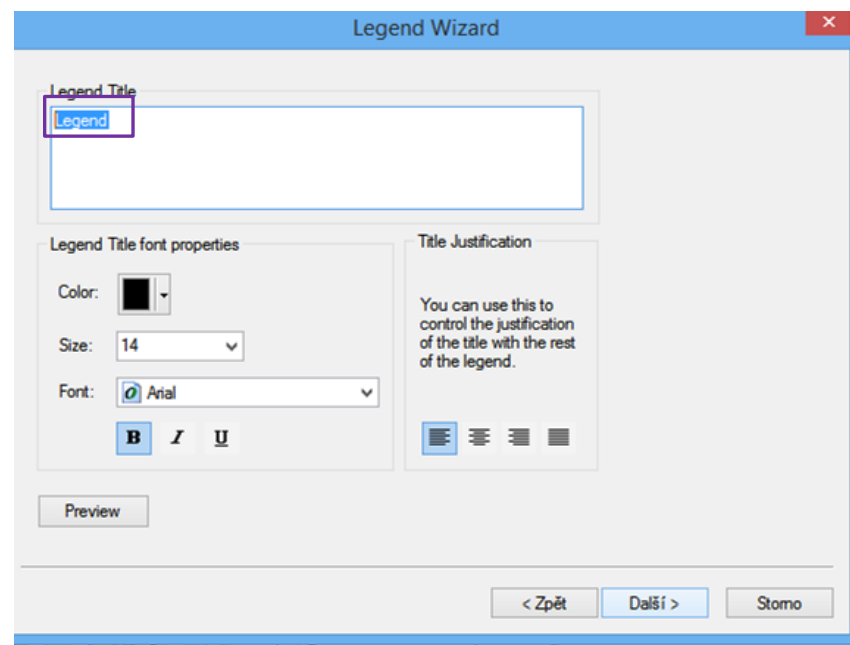 Legend Wizard
Legend Title
Legend
Legend Title font properties
Color:
Size: 14
Font: Arial
B I U
Title Justification
You can use this to
control the justification
of the title with the rest
of the legend.
Preview
< Zpět Další > Storno